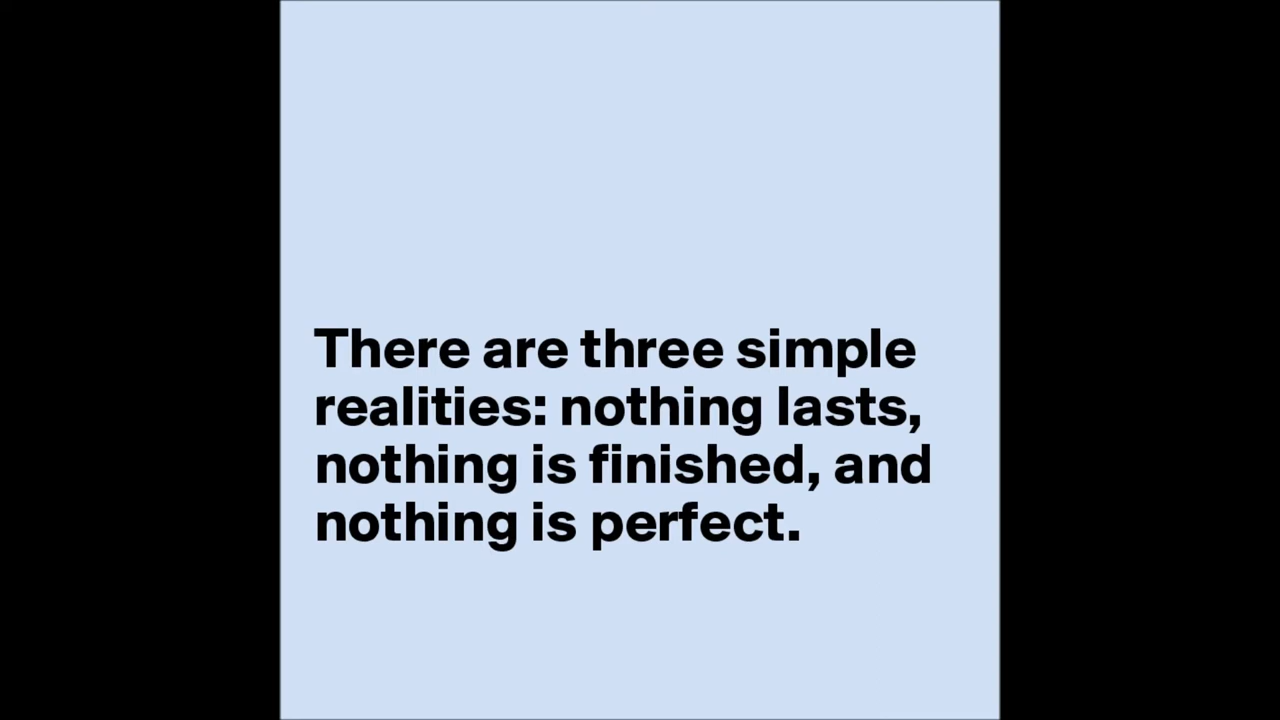 There are three simple
realities: nothing lasts,
nothing is finished, and
nothing is perfect.